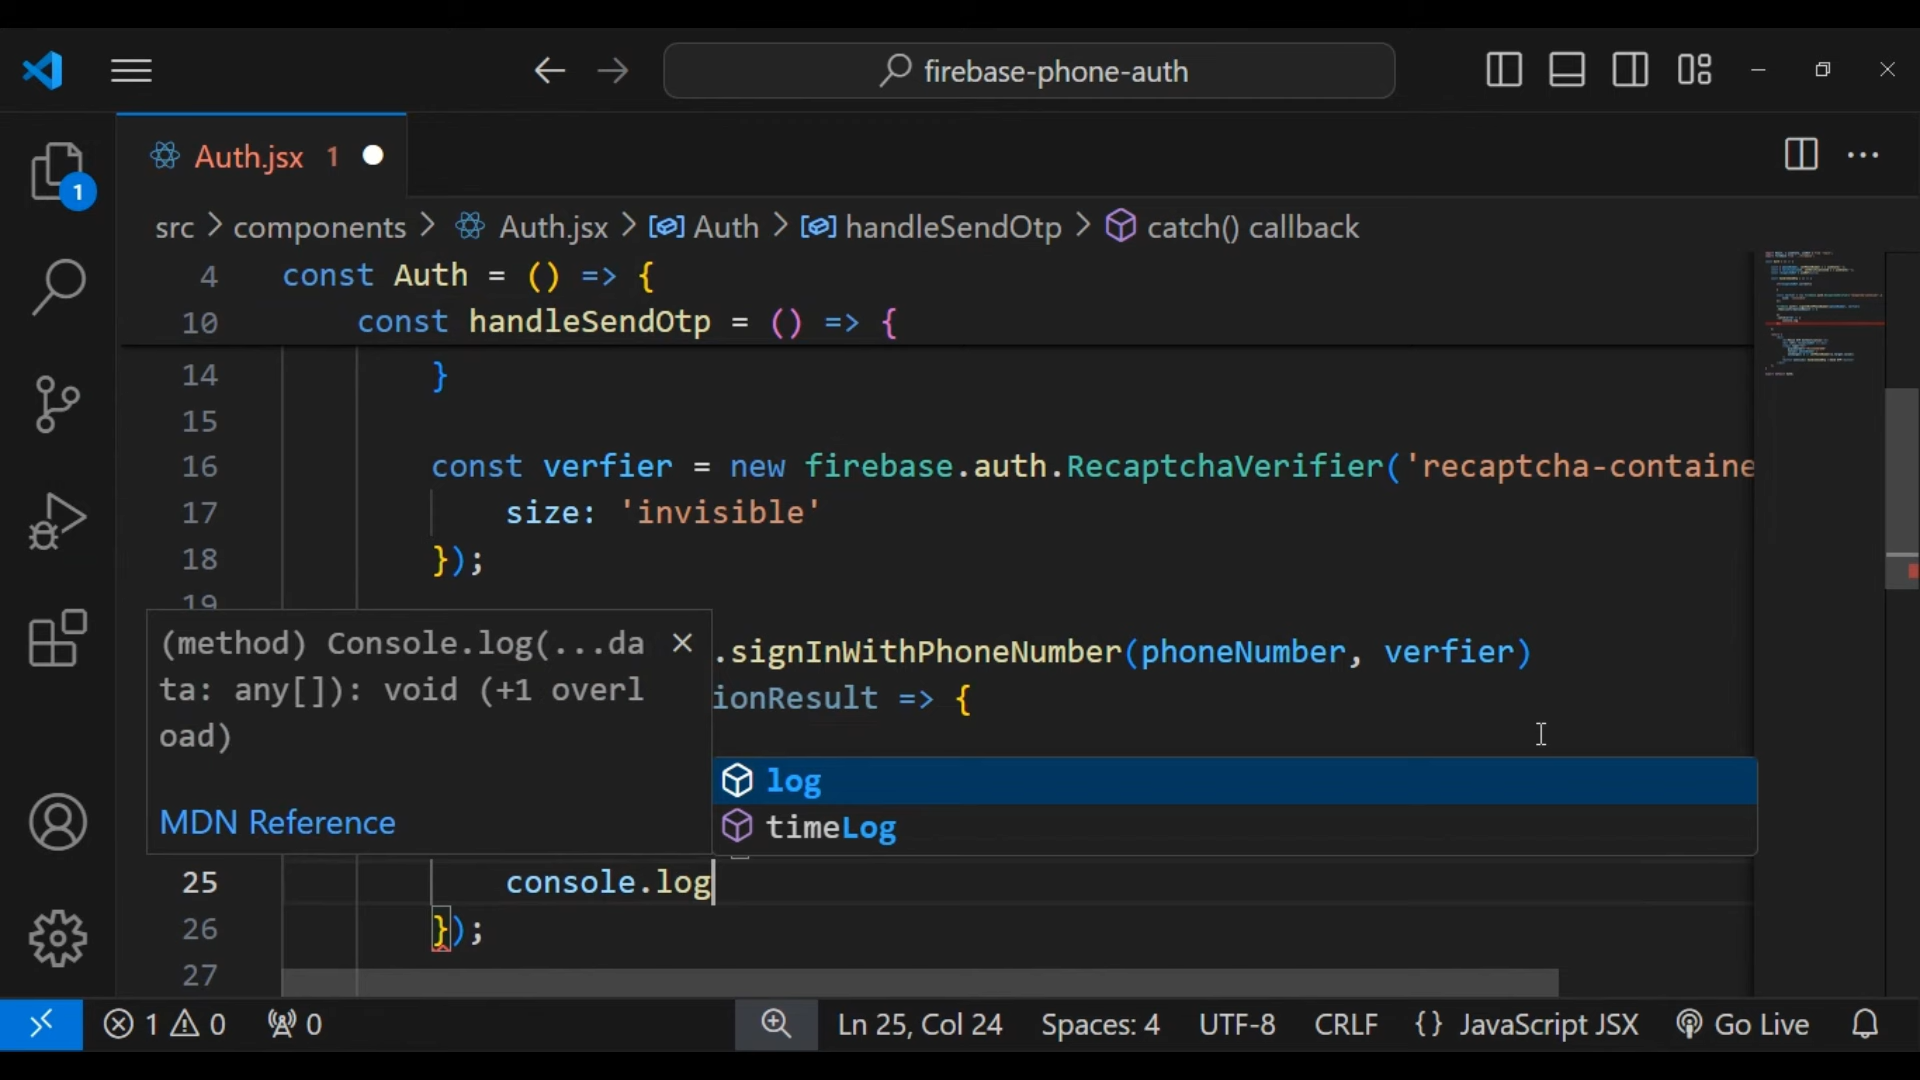 firebase-phone-auth
1
Auth.jsx 1
src > components > Auth.jsx > Auth > handleSendOtp > catch() callback
4 const Auth = () => {
10 const handleSendOtp = () => {
14 }
15
16 const verfier = new firebase.auth.RecaptchaVerifier('recaptcha-containe
17 size: 'invisible'
18 });
19
.signInWithPhoneNumber(phoneNumber, verfier)
ionResult => {
(method) Console.log(...da
ta: any[]): void (+1 overl
oad)
MDN Reference
log
timeLog
25 console.log
26 });
27
1 0 0 Ln 25, Col 24 Spaces: 4 UTF-8 CRLF {} JavaScript JSX Go Live